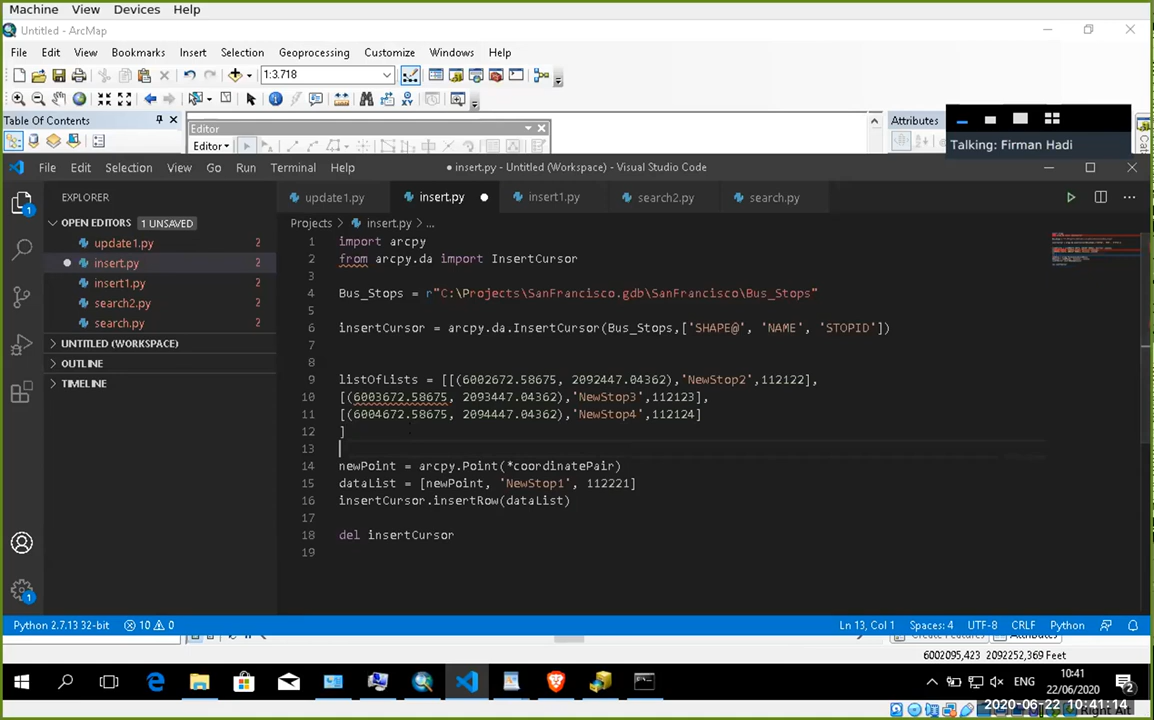 Machine View Devices Help
Untitled - ArcMap
File Edit View Bookmarks Insert Selection Geoprocessing Customize Windows Help
1:3.718
Table Of Contents
Editor
Editor
Attributes
Talking: Firman Hadi
File Edit Selection View Go Run Terminal Help
● insert.py - Untitled (Workspace) - Visual Studio Code
EXPLORER
update1.py insert.py insert1.py search2.py search.py
OPEN EDITORS 1 UNSAVED
update1.py 2
insert.py 2
insert1.py 2
search2.py 2
search.py 2
UNTITLED (WORKSPACE)
OUTLINE
TIMELINE
Projects > insert.py > ...
1 import arcpy
2 from arcpy.da import InsertCursor
3
4 Bus_Stops = r"C:\Projects\SanFrancisco.gdb\SanFrancisco\Bus_Stops"
5
6 insertCursor = arcpy.da.InsertCursor(Bus_Stops,['SHAPE@', 'NAME', 'STOPID'])
7
8
9 listOfLists = [[(6002672.58675, 2092447.04362),'NewStop2',112122],
10 [(6003672.58675, 2093447.04362),'NewStop3',112123],
11 [(6004672.58675, 2094447.04362),'NewStop4',112124]
12 ]
13
14 newPoint = arcpy.Point(*coordinatePair)
15 dataList = [newPoint, 'NewStop1', 112221]
16 insertCursor.insertRow(dataList)
17
18 del insertCursor
19
1
1
Python 2.7.13 32-bit 10 0 Ln 13, Col 1 Spaces: 4 UTF-8 CRLF Python
Create Features Attributes
6002095,423 2092252,369 Feet
ENG
10:41
22/06/2020
2
2020-06-22 10:41:14
Right Alt